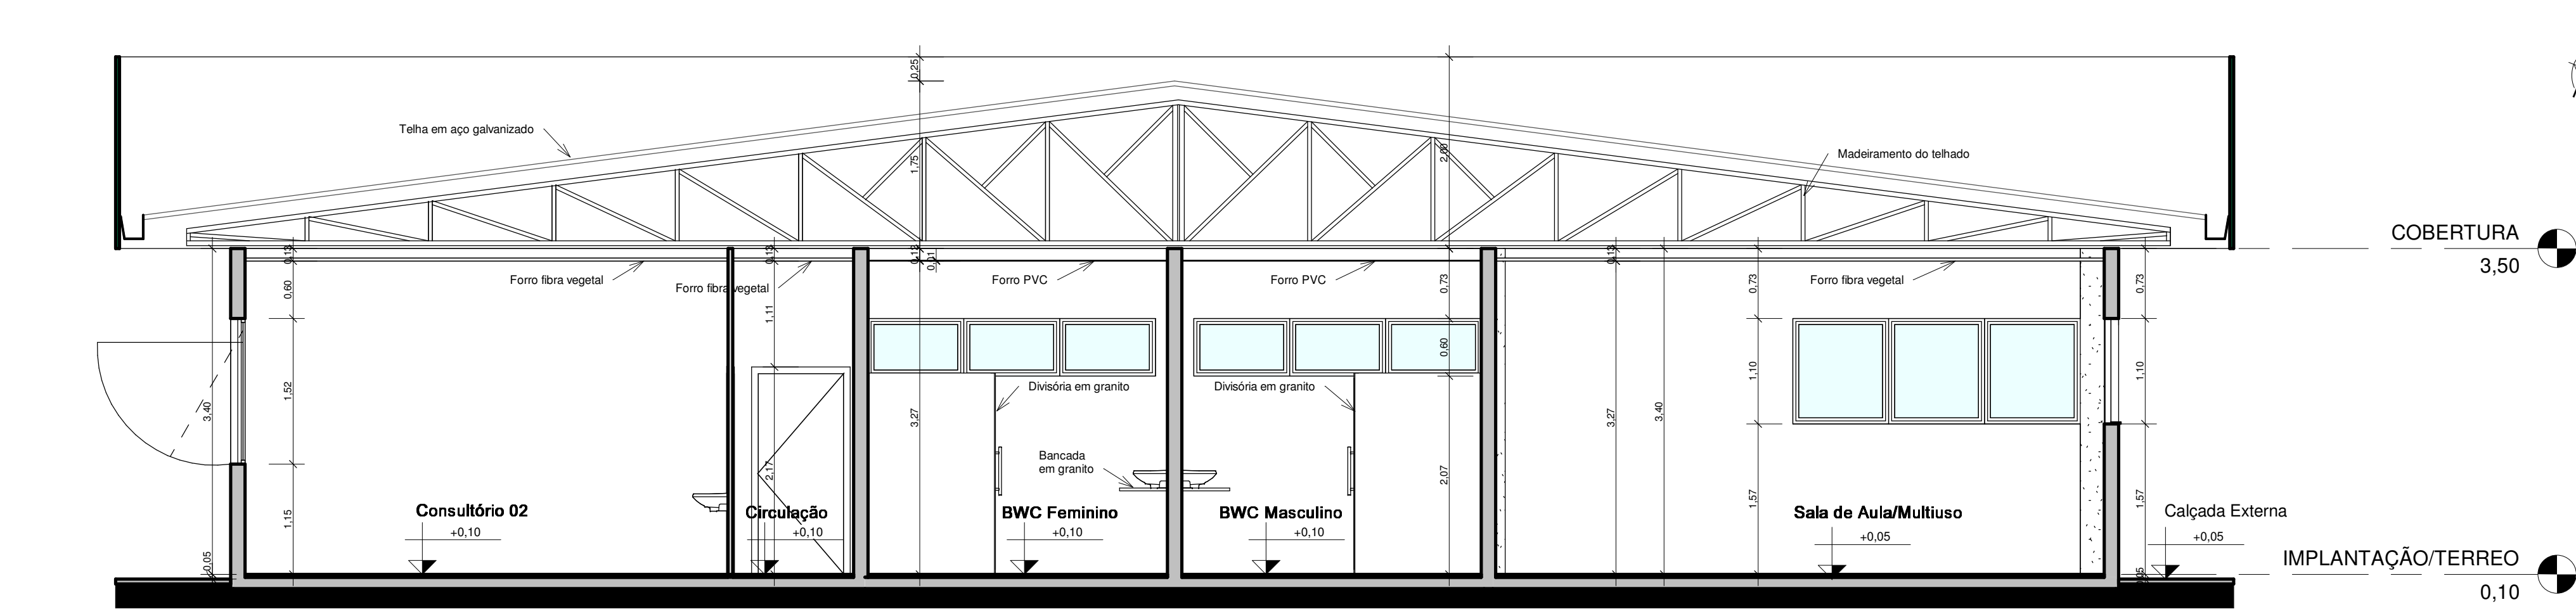 0,25
Telha em aço galvanizado
1,75
2,60
Madeiramento do telhado
COBERTURA
3,50
0,13
0,13
0,13
0,01
0,13
Forro fibra vegetal
Forro fibra vegetal
Forro PVC
Forro PVC
Forro fibra vegetal
0,60
1,11
0,73
0,73
0,73
0,60
1,10
1,10
Divisória em granito
Divisória em granito
3,40
1,52
3,27
3,27
3,40
Bancada
em granito
2,17
2,07
1,57
1,57
1,15
Consultório 02
+0,10
Circulação
+0,10
BWC Feminino
+0,10
BWC Masculino
+0,10
Sala de Aula/Multiuso
+0,05
Calçada Externa
+0,05
0,05
IMPLANTAÇÃO/TERREO
0,10